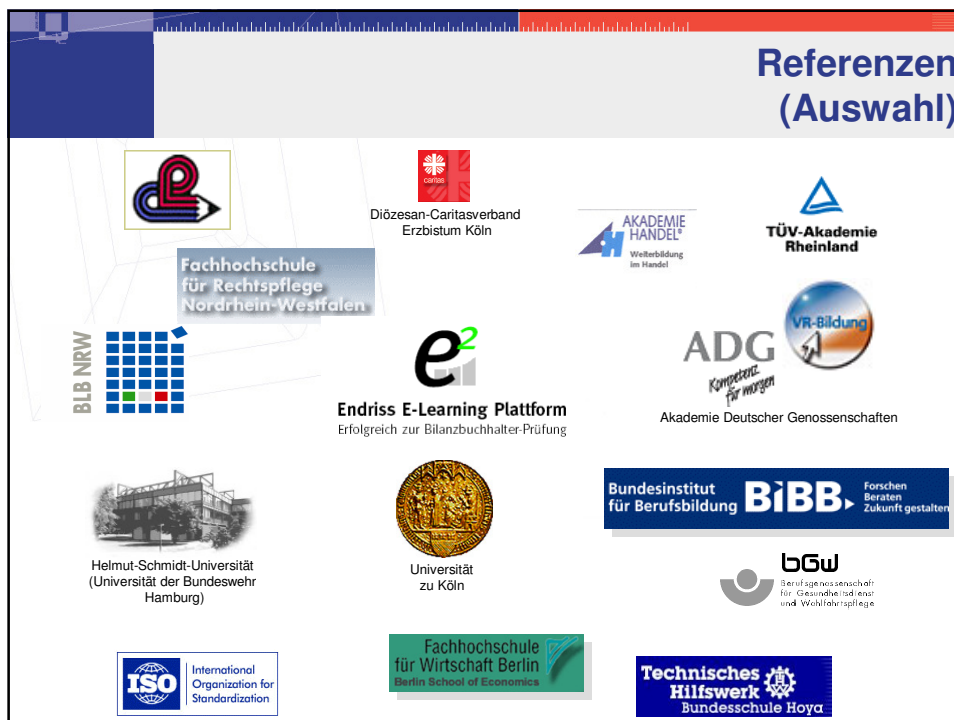 Referenzen
(Auswahl)
caritas
Diözesan-Caritasverband
Erzbistum Köln
AKADEMIE
HANDEL®
Weiterbildung
im Handel
TÜV-Akademie
Rheinland
Fachhochschule
für Rechtspflege
Nordrhein-Westfalen
BLB NRW
e2
Endriss E-Learning Plattform
Erfolgreich zur Bilanzbuchhalter-Prüfung
VR-Bildung
ADG
Kompetenz
für morgen
Akademie Deutscher Genossenschaften
Helmut-Schmidt-Universität
(Universität der Bundeswehr
Hamburg)
Universität
zu Köln
Bundesinstitut
für Berufsbildung
BiBB
Forschen
Beraten
Zukunft gestalten
bGw
Berufsgenossenschaft
für Gesundheitsdienst
und Wohlfahrtspflege
ISO
International
Organization for
Standardization
Fachhochschule
für Wirtschaft Berlin
Berlin School of Economics
Technisches
Hilfswerk
Bundesschule Hoya